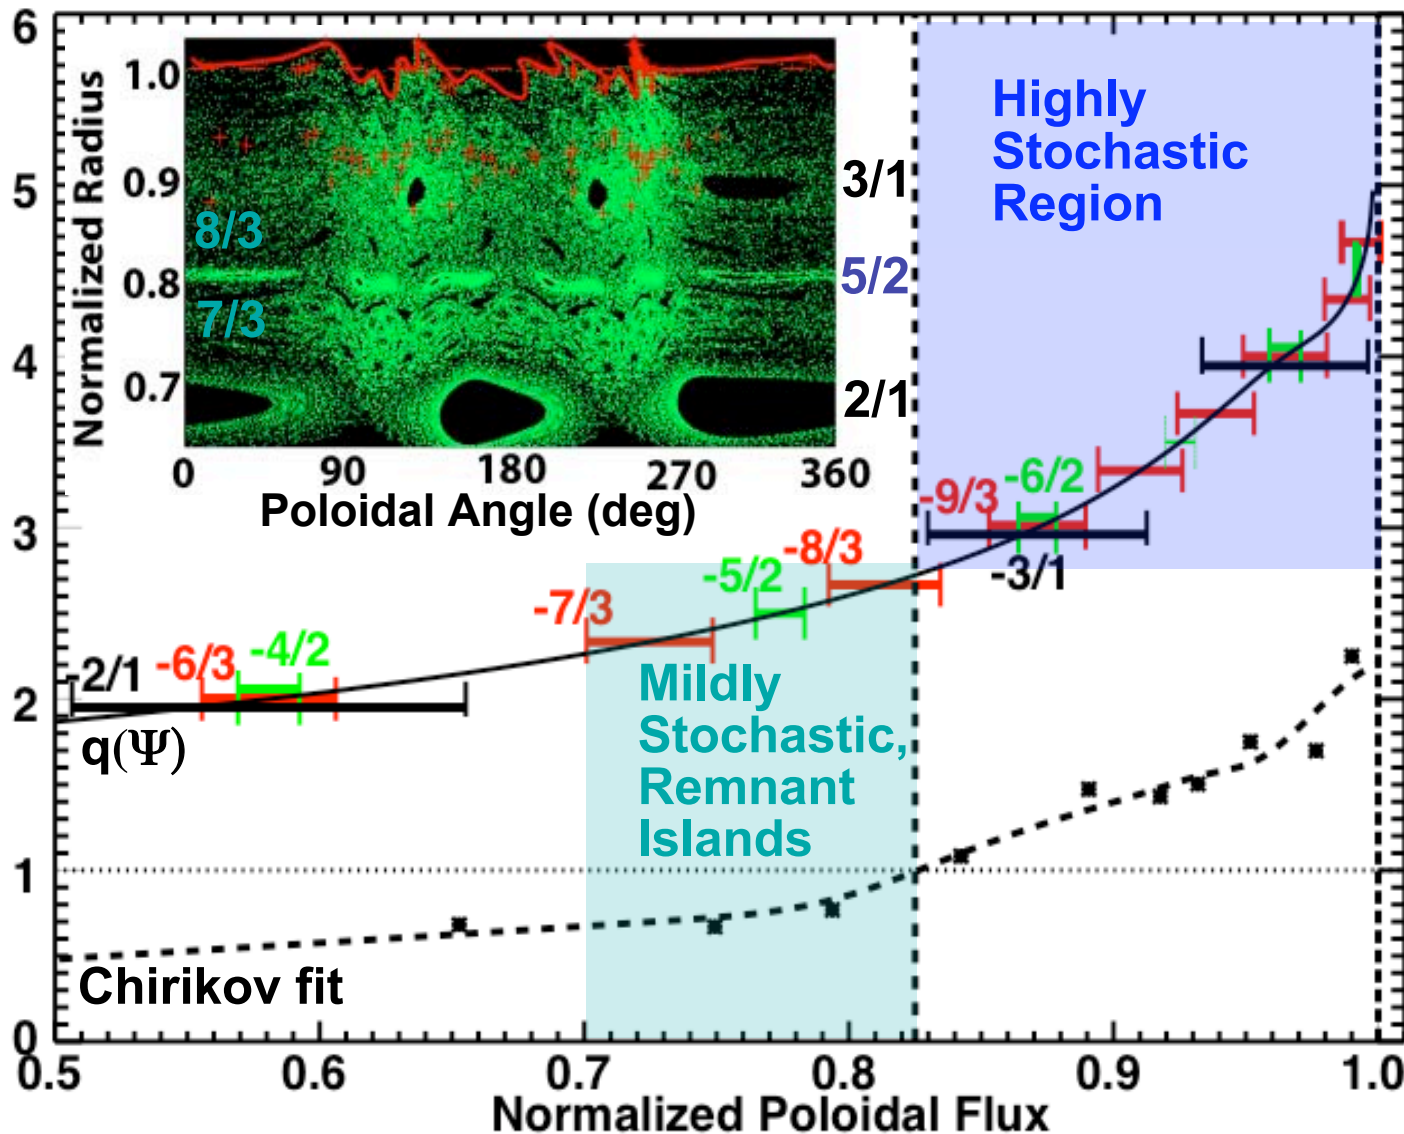 6
5
4
3
2
1
0
Normalized Radius
1.0
0.9
0.8
0.7
8/3
7/3
3/1
5/2
2/1
0 90 180 270 360
Poloidal Angle (deg)
Highly
Stochastic
Region
-9/3
-6/2
-3/1
-8/3
-5/2
-7/3
-2/1
-6/3
-4/2
q(Ψ)
Mildly
Stochastic,
Remnant
Islands
Chirikov fit
0.5 0.6 0.7 0.8 0.9 1.0
Normalized Poloidal Flux